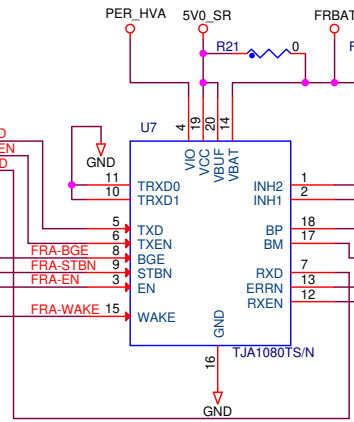 PER_HVA 5V0_SR FRBAT
R21 0
U7
4 19 20 14
VIO VCC VBUF VBAT
GND
11 TRXD0 INH2 1
10 TRXD1 INH1 2
5 TXD BP 18
EN 6 TXEN BM 17
FRA-BGE 8 BGE
FRA-STBN 9 STBN RXD 7
FRA-EN 3 EN ERRN 13
RXEN 12
FRA-WAKE 15 WAKE
GND
16 TJA1080TS/N
GND